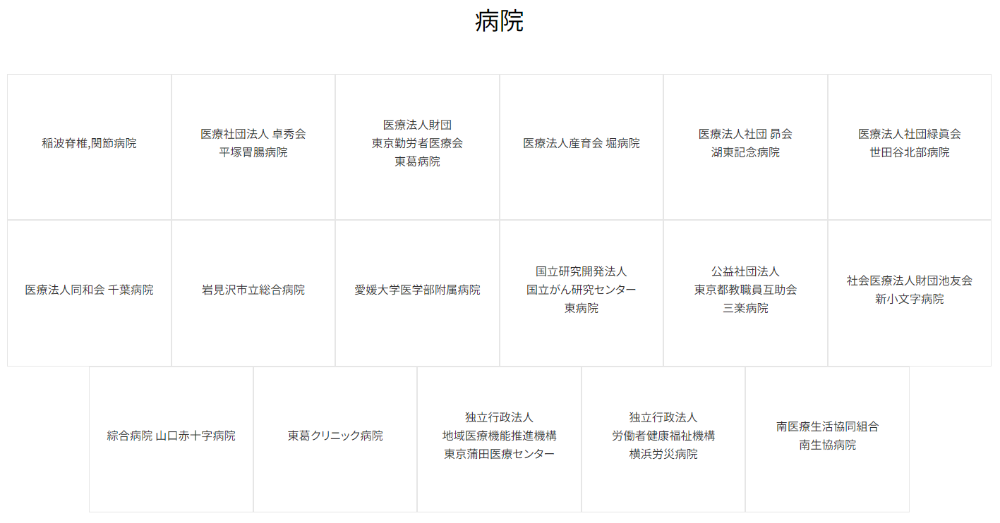 病院
稲波脊椎,関節病院
医療社団法人 卓秀会
平塚胃腸病院
医療法人財団
東京勤労者医療会
東葛病院
医療法人産育会 堀病院
医療法人社団 昴会
湖東記念病院
医療法人社団緑眞会
世田谷北部病院
医療法人同和会 千葉病院
岩見沢市立総合病院
愛媛大学医学部附属病院
国立研究開発法人
国立がん研究センター
東病院
公益社団法人
東京都教職員互助会
三楽病院
社会医療法人財団池友会
新小文字病院
綜合病院 山口赤十字病院
東葛クリニック病院
独立行政法人
地域医療機能推進機構
東京蒲田医療センター
独立行政法人
労働者健康福祉機構
横浜労災病院
南医療生活協同組合
南生協病院